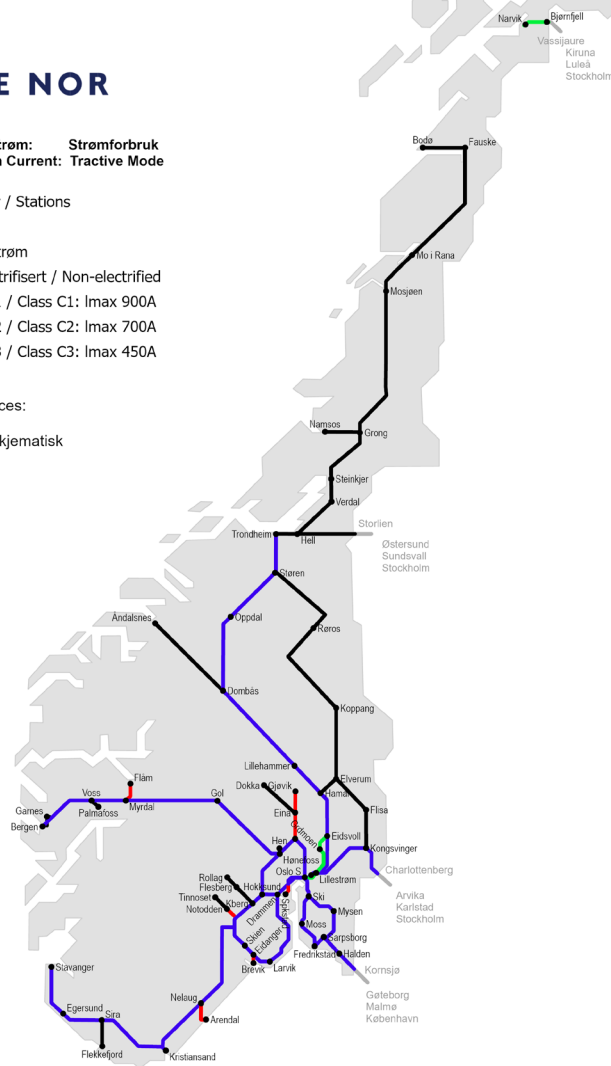 Narvik
Bjørnfjell
Vassijaure
Kiruna
Luleå
Stockholm
E NOR
trøm: Strømforbruk
n Current: Tractive Mode
Bodø
Fauske
/ Stations
trøm
trifisert / Non-electrified
/ Class C1: Imax 900A
2 / Class C2: Imax 700A
3 / Class C3: Imax 450A
Mo i Rana
Mosjøen
ces:
kjematisk
Namsos
Grong
Steinkjer
Verdal
Storlien
Trondheim
Hell
Østersund
Sundsvall
Stockholm
Støren
Oppdal
Åndalsnes
Røros
Dombås
Koppang
Lillehammer
Elverum
Flåm
Dokka
Gjøvik
Hamar
Voss
Gol
Flisa
Garnes
Palmafoss
Myrdal
Eina
Bergen
Eidsvoll
Hen
Kongsvinger
Hønefoss
Charlottenberg
Oslo S
Lillestrøm
Rollag
Flesberg
Hokksund
Arvika
Karlstad
Stockholm
Tinnoset
Kberg
Ski
Notodden
Drammen
Spikstad
Mysen
Moss
Skien
Eidanger
Sarpsborg
Fredrikstad
Halden
Brevik
Larvik
Stavanger
Kornsjø
Göteborg
Malmø
København
Nelaug
Egersund
Sira
Arendal
Flekkefjord
Kristiansand